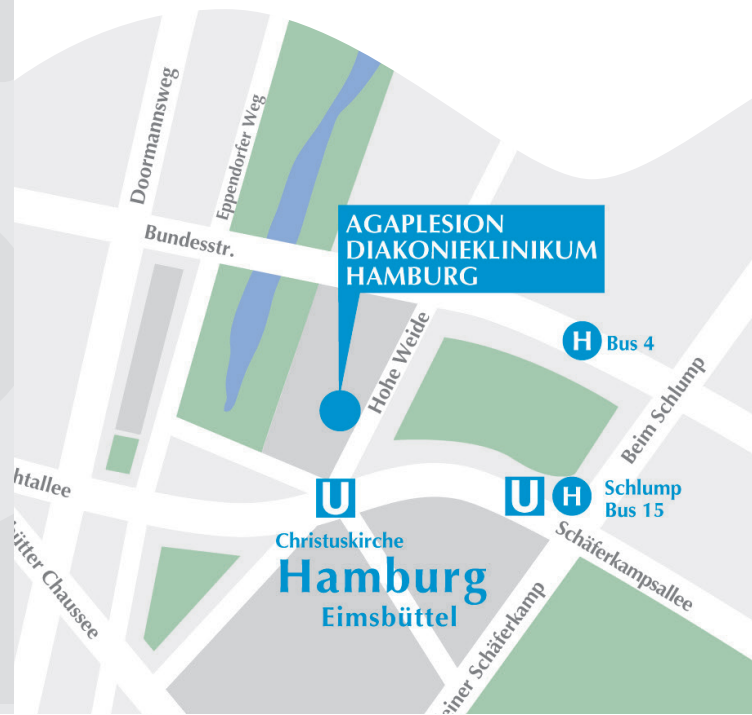 Doormannsweg
Eppendorfer Weg
Bundesstr.
AGAPLESION
DIAKONIEKLINIKUM
HAMBURG
Hohe Weide
H Bus 4
Beim Schlump
htallee
U
U H Schlump
Bus 15
Christuskirche
Hamburg
Eimsbüttel
Schäferkampsallee
ütter Chaussee
einer Schäferkamp